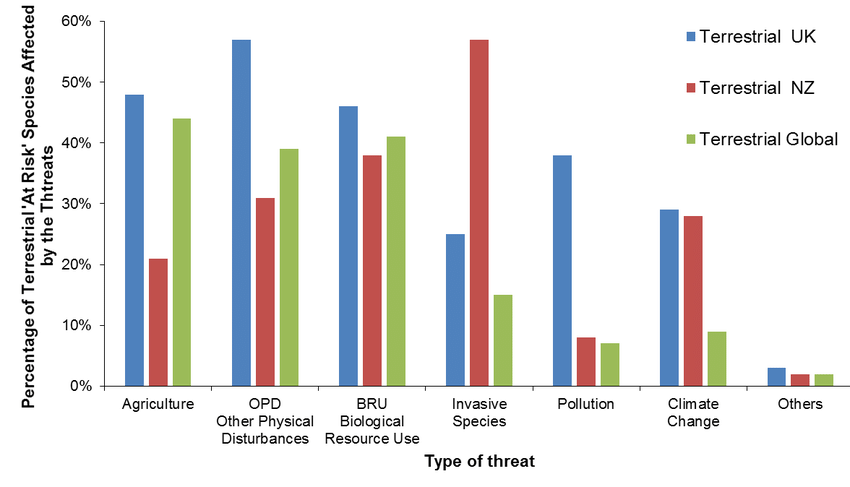 Percentage of Terrestrial 'At Risk' Species Affected
by the Thtreats
60%
50%
40%
30%
20%
10%
0%
Terrestrial UK
Terrestrial NZ
Terrestrial Global
Agriculture
OPD
Other Physical
Disturbances
BRU
Biological
Resource Use
Invasive
Species
Pollution
Climate
Change
Others
Type of threat